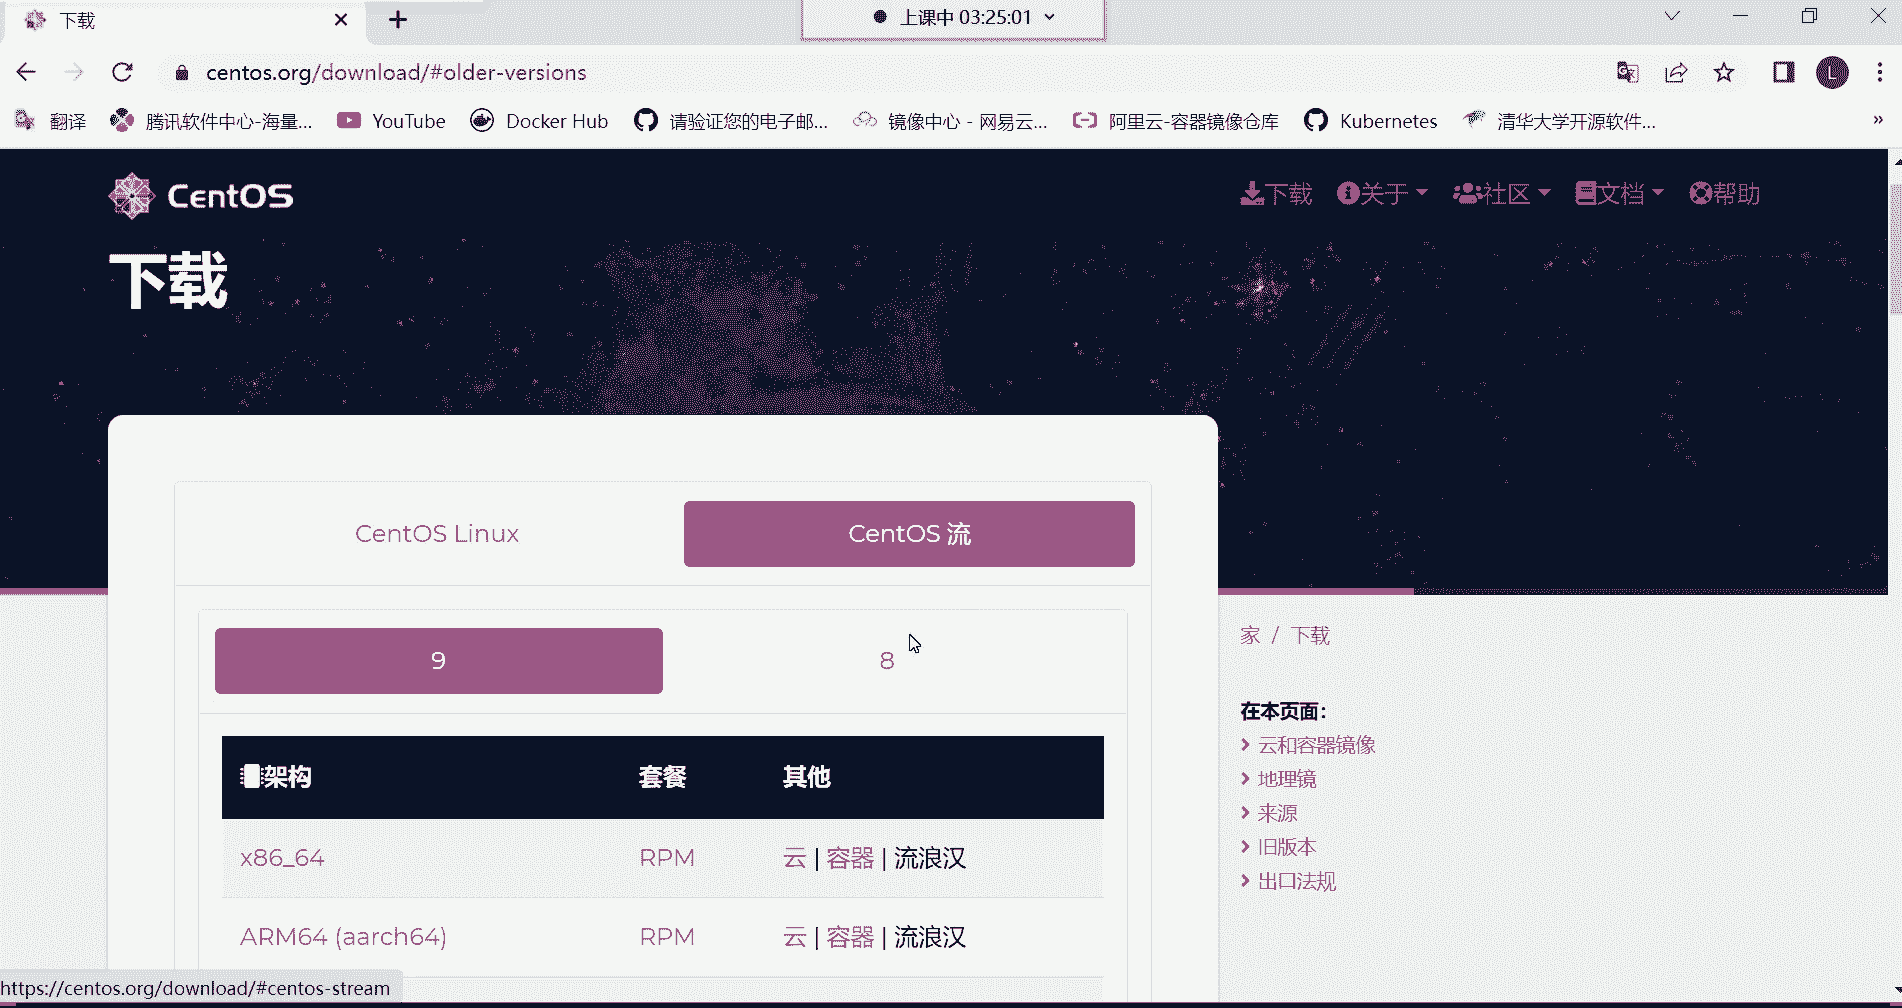 下载
上课中 03:25:01
centos.org/download/#older-versions
L
翻译 腾讯软件中心-海量... YouTube Docker Hub 请验证您的电子邮... 镜像中心 - 网易云... 阿里云-容器镜像仓库 Kubernetes 清华大学开源软件... »
CentOS
下载 关于 社区 文档 帮助
下载
CentOS Linux CentOS 流
9 8
家 / 下载
在本页面：
云和容器镜像
地理镜
来源
旧版本
出口法规
架构 套餐 其他
x86_64 RPM 云 | 容器 | 流浪汉
ARM64 (aarch64) RPM 云 | 容器 | 流浪汉
https://centos.org/download/#centos-stream